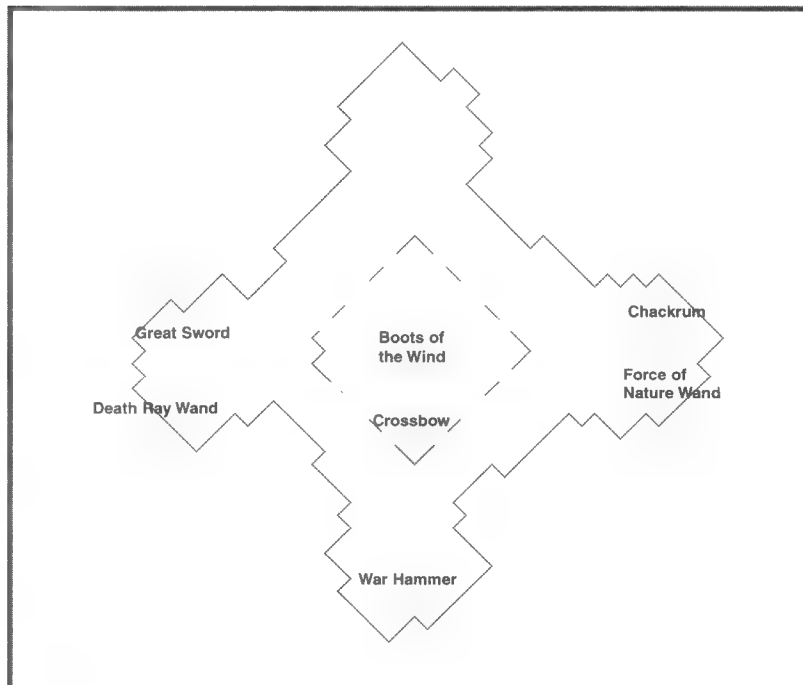 Great Sword
Boots of
the Wind
Chackrum
Force of
Nature Wand
Death Ray Wand
Crossbow
War Hammer